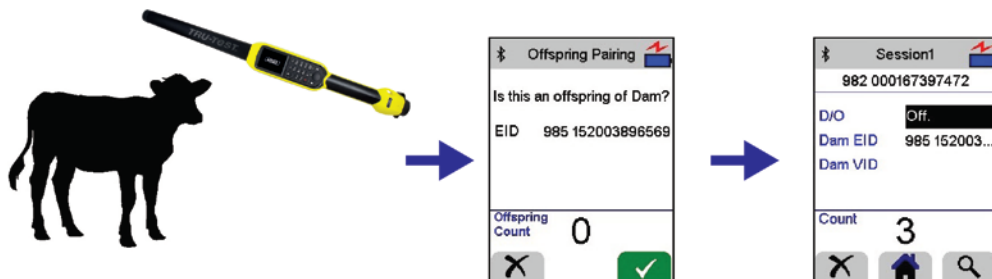 TRU-TEST
Offspring Pairing
Is this an offspring of Dam?
EID 985 152003896569
Offspring
Count 0
Session1
982 000167397472
D/O Off.
Dam EID 985 152003...
Dam VID
Count 3